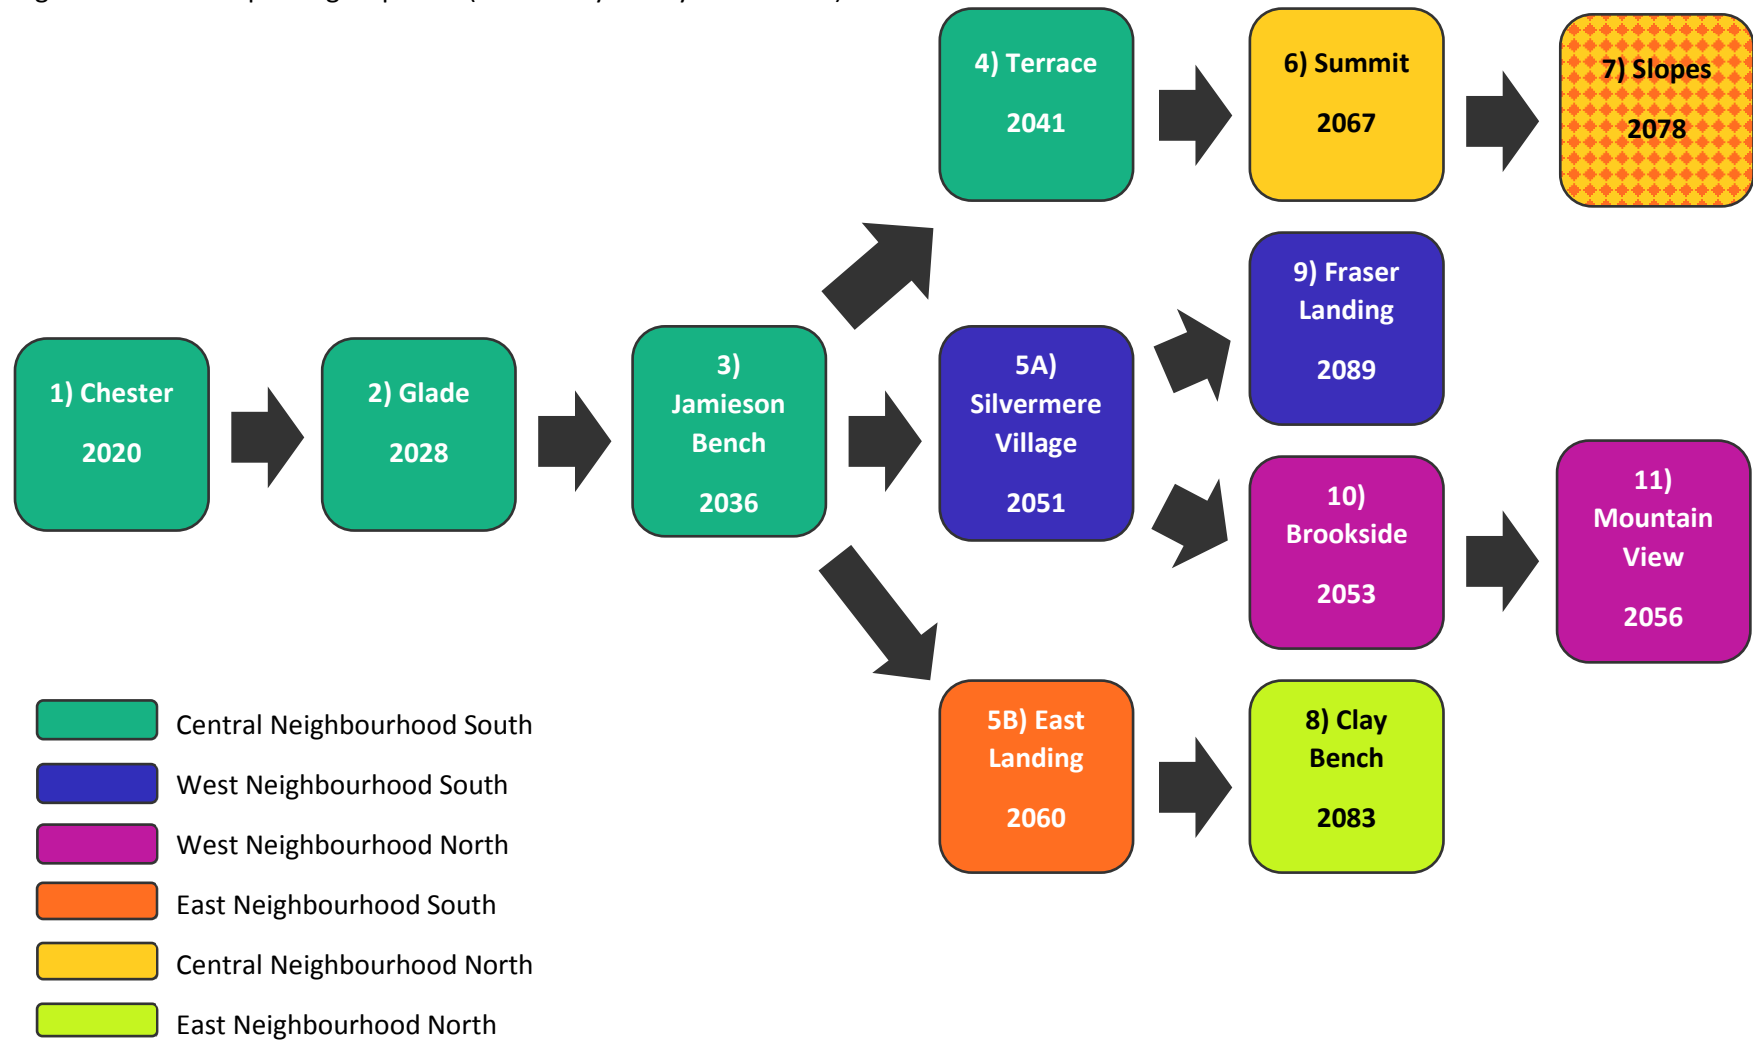 4) Terrace
2041
6) Summit
2067
7) Slopes
2078
9) Fraser
Landing
2089
1) Chester
2020
2) Glade
2028
3)
Jamieson
Bench
2036
5A)
Silvermere
Village
2051
10)
Brookside
2053
11)
Mountain
View
2056
5B) East
Landing
2060
8) Clay
Bench
2083
Central Neighbourhood South
West Neighbourhood South
West Neighbourhood North
East Neighbourhood South
Central Neighbourhood North
East Neighbourhood North